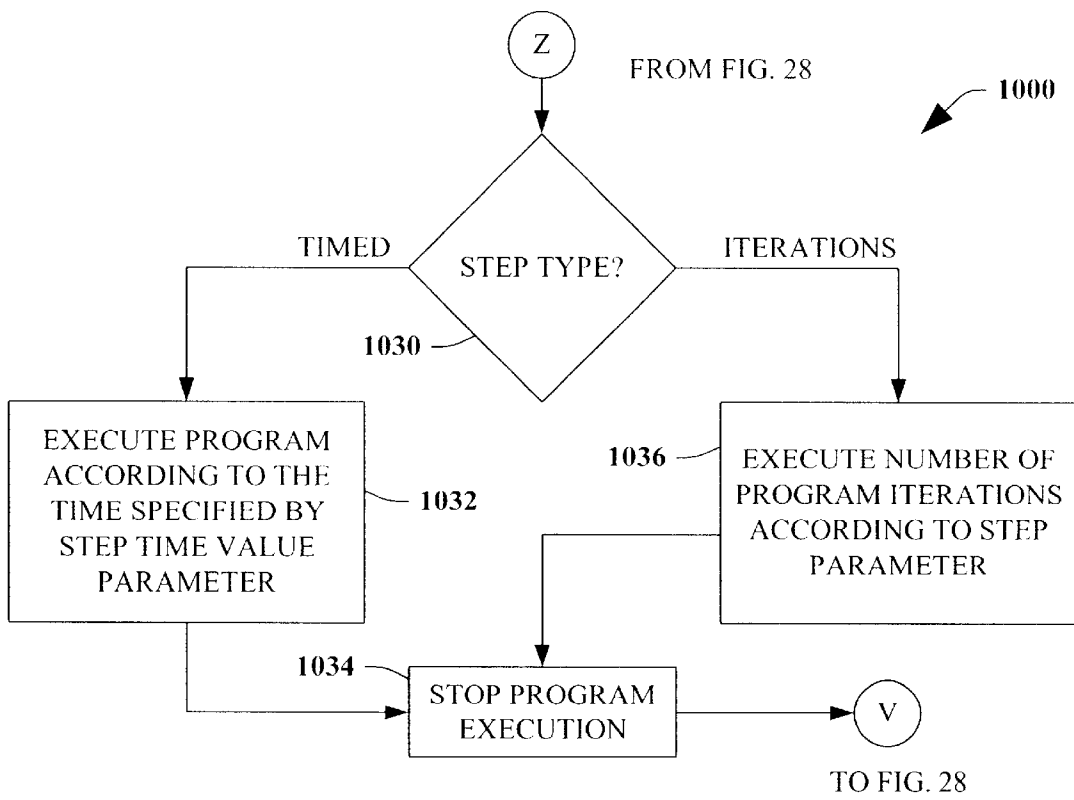 Z
FROM FIG. 28
1000
TIMED
STEP TYPE?
ITERATIONS
1030
EXECUTE PROGRAM
ACCORDING TO THE
TIME SPECIFIED BY
STEP TIME VALUE
PARAMETER
1032
1036
EXECUTE NUMBER OF
PROGRAM ITERATIONS
ACCORDING TO STEP
PARAMETER
1034
STOP PROGRAM
EXECUTION
V
TO FIG. 28